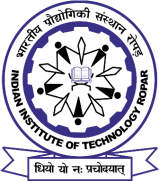 भारतीय प्रौद्योगिकी संस्थान रोपड़
INDIAN INSTITUTE OF TECHNOLOGY ROPAR
धियो यो नः प्रचोदयात्